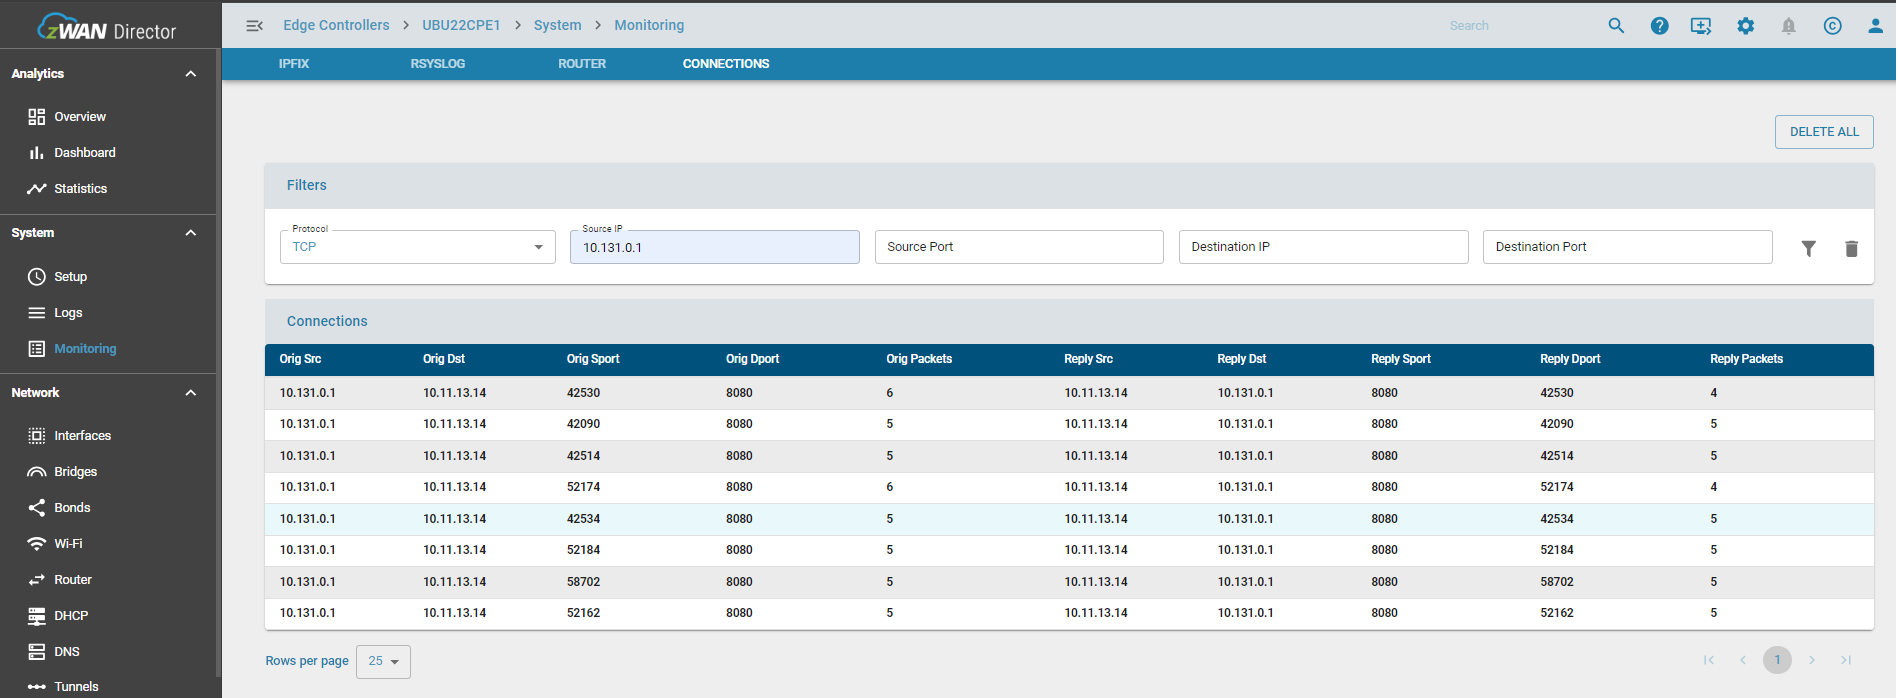 zWAN Director
Edge Controllers > UBU22CPE1 > System > Monitoring
Search
IPFIX RSYSLOG ROUTER CONNECTIONS
Analytics
Overview
Dashboard
Statistics
System
Setup
Logs
Monitoring
Network
Interfaces
Bridges
Bonds
Wi-Fi
Router
DHCP
DNS
Tunnels
DELETE ALL
Filters
Protocol
TCP
Source IP
10.131.0.1
Source Port
Destination IP
Destination Port
Connections
Orig Src Orig Dst Orig Sport Orig Dport Orig Packets Reply Src Reply Dst Reply Sport Reply Dport Reply Packets
10.131.0.1 10.11.13.14 42530 8080 6 10.11.13.14 10.131.0.1 8080 42530 4
10.131.0.1 10.11.13.14 42090 8080 5 10.11.13.14 10.131.0.1 8080 42090 5
10.131.0.1 10.11.13.14 42514 8080 5 10.11.13.14 10.131.0.1 8080 42514 5
10.131.0.1 10.11.13.14 52174 8080 6 10.11.13.14 10.131.0.1 8080 52174 4
10.131.0.1 10.11.13.14 42534 8080 5 10.11.13.14 10.131.0.1 8080 42534 5
10.131.0.1 10.11.13.14 52184 8080 5 10.11.13.14 10.131.0.1 8080 52184 5
10.131.0.1 10.11.13.14 58702 8080 5 10.11.13.14 10.131.0.1 8080 58702 5
10.131.0.1 10.11.13.14 52162 8080 5 10.11.13.14 10.131.0.1 8080 52162 5
Rows per page 25
1